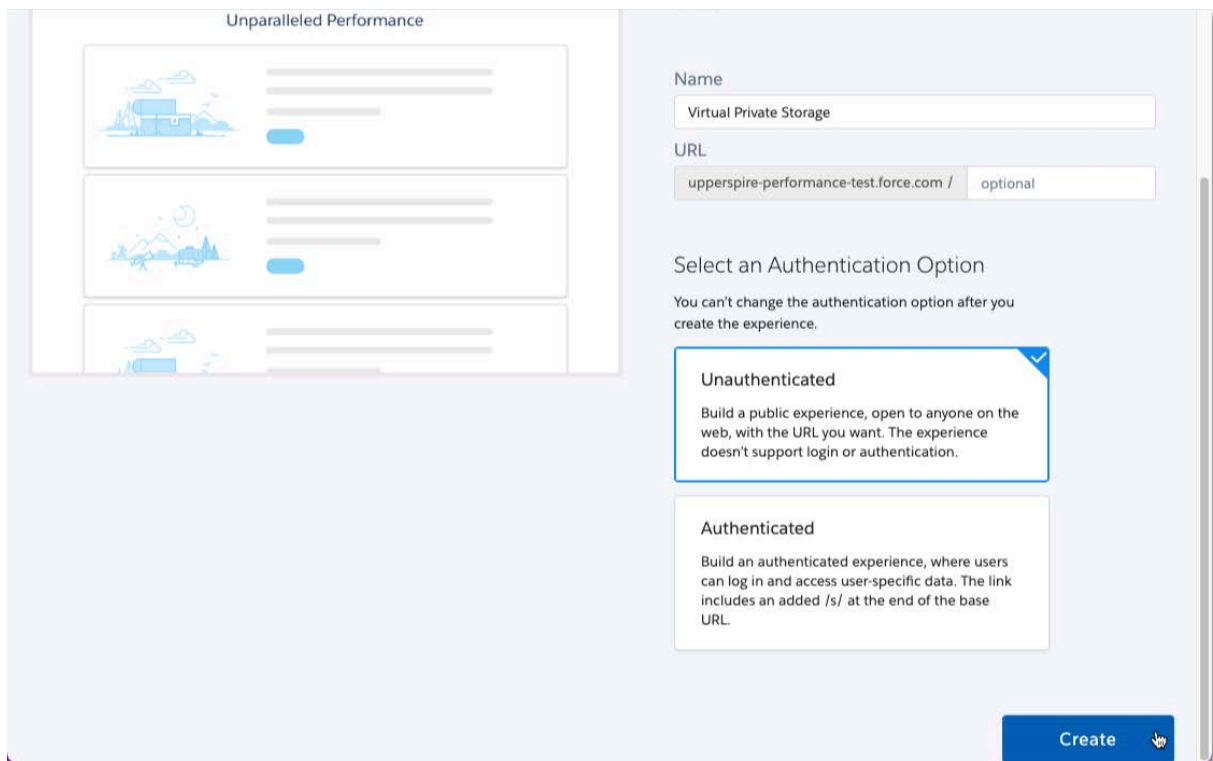 Unparalleled Performance
Name
Virtual Private Storage
URL
upperspire-performance-test.force.com / optional
Select an Authentication Option
You can't change the authentication option after you
create the experience.
Unauthenticated
Build a public experience, open to anyone on the
web, with the URL you want. The experience
doesn't support login or authentication.
Authenticated
Build an authenticated experience, where users
can log in and access user-specific data. The link
includes an added /s/ at the end of the base
URL.
Create